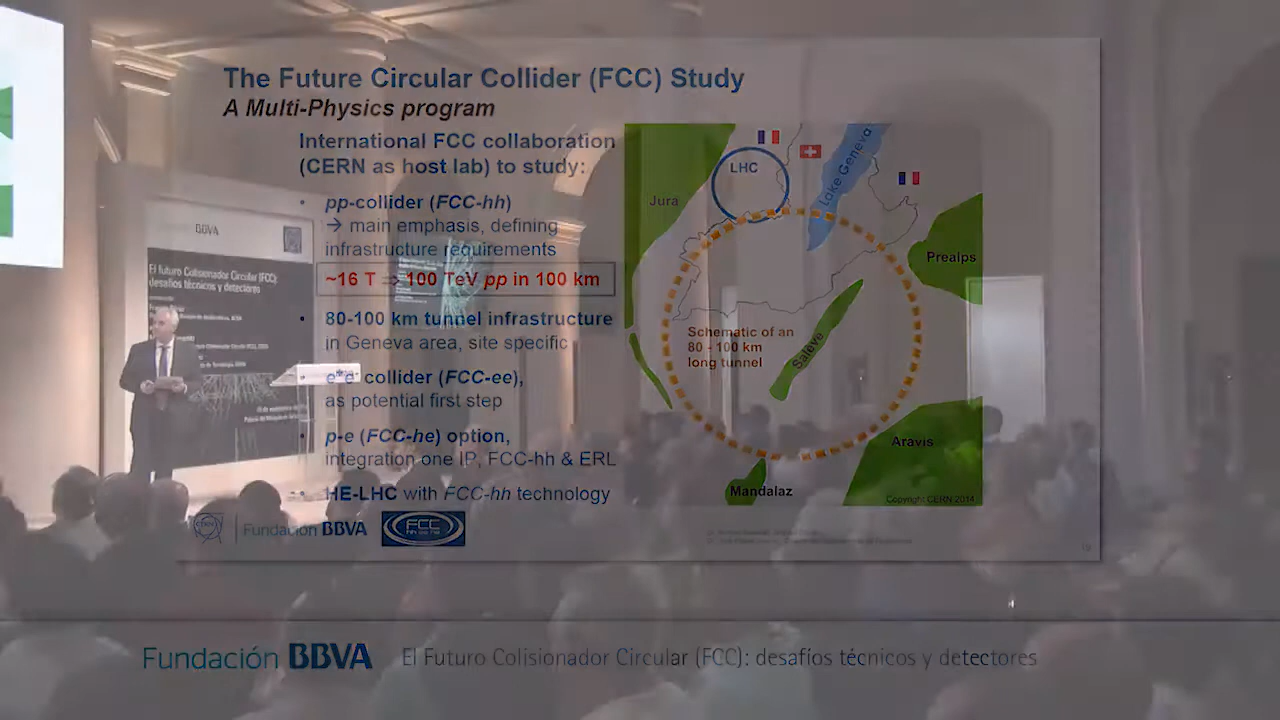 The Future Circular Collider (FCC) Study
A Multi-Physics program
International FCC collaboration
(CERN as host lab) to study:
• pp-collider (FCC-hh)
→ main emphasis, defining
infrastructure requirements
~16 T ⇒ 100 TeV pp in 100 km
• 80-100 km tunnel infrastructure
in Geneva area, site specific
collider (FCC-ee),
as potential first step
• p-e (FCC-he) option,
integration one IP, FCC-hh & ERL
• HE-LHC with FCC-hh technology
LHC
Lake Geneva
Jura
Prealps
Schematic of an
80 - 100 km
long tunnel
Salève
Aravis
Mandalaz
Copyright CERN 2014
CERN
Fundación BBVA
FCC
hh ee he
BBVA
El futuro Colisionador Circular (FCC):
desafíos técnicos y detectores
Fundación BBVA
El Futuro Colisionador Circular (FCC): desafíos técnicos y detectores